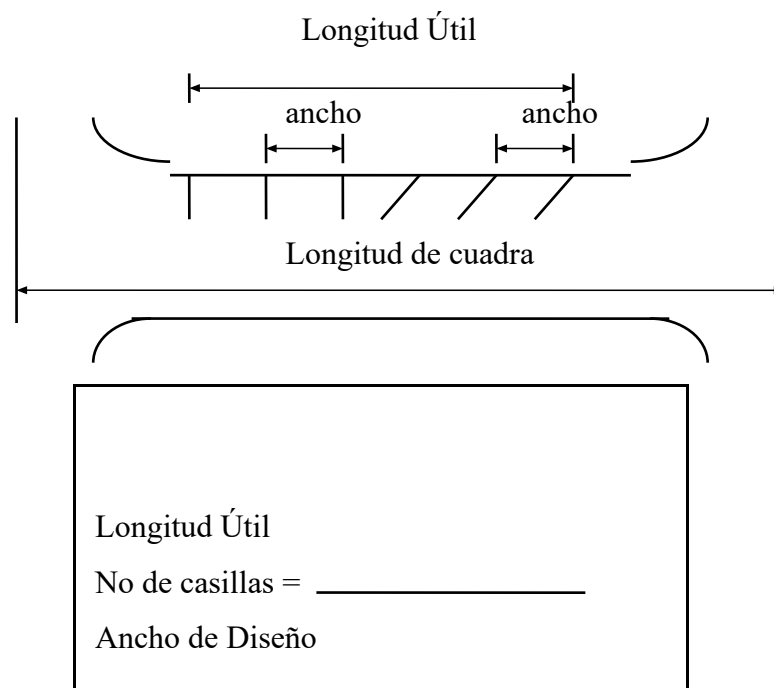 Longitud Útil
ancho ancho
Longitud de cuadra
Longitud Útil
No de casillas =
Ancho de Diseño